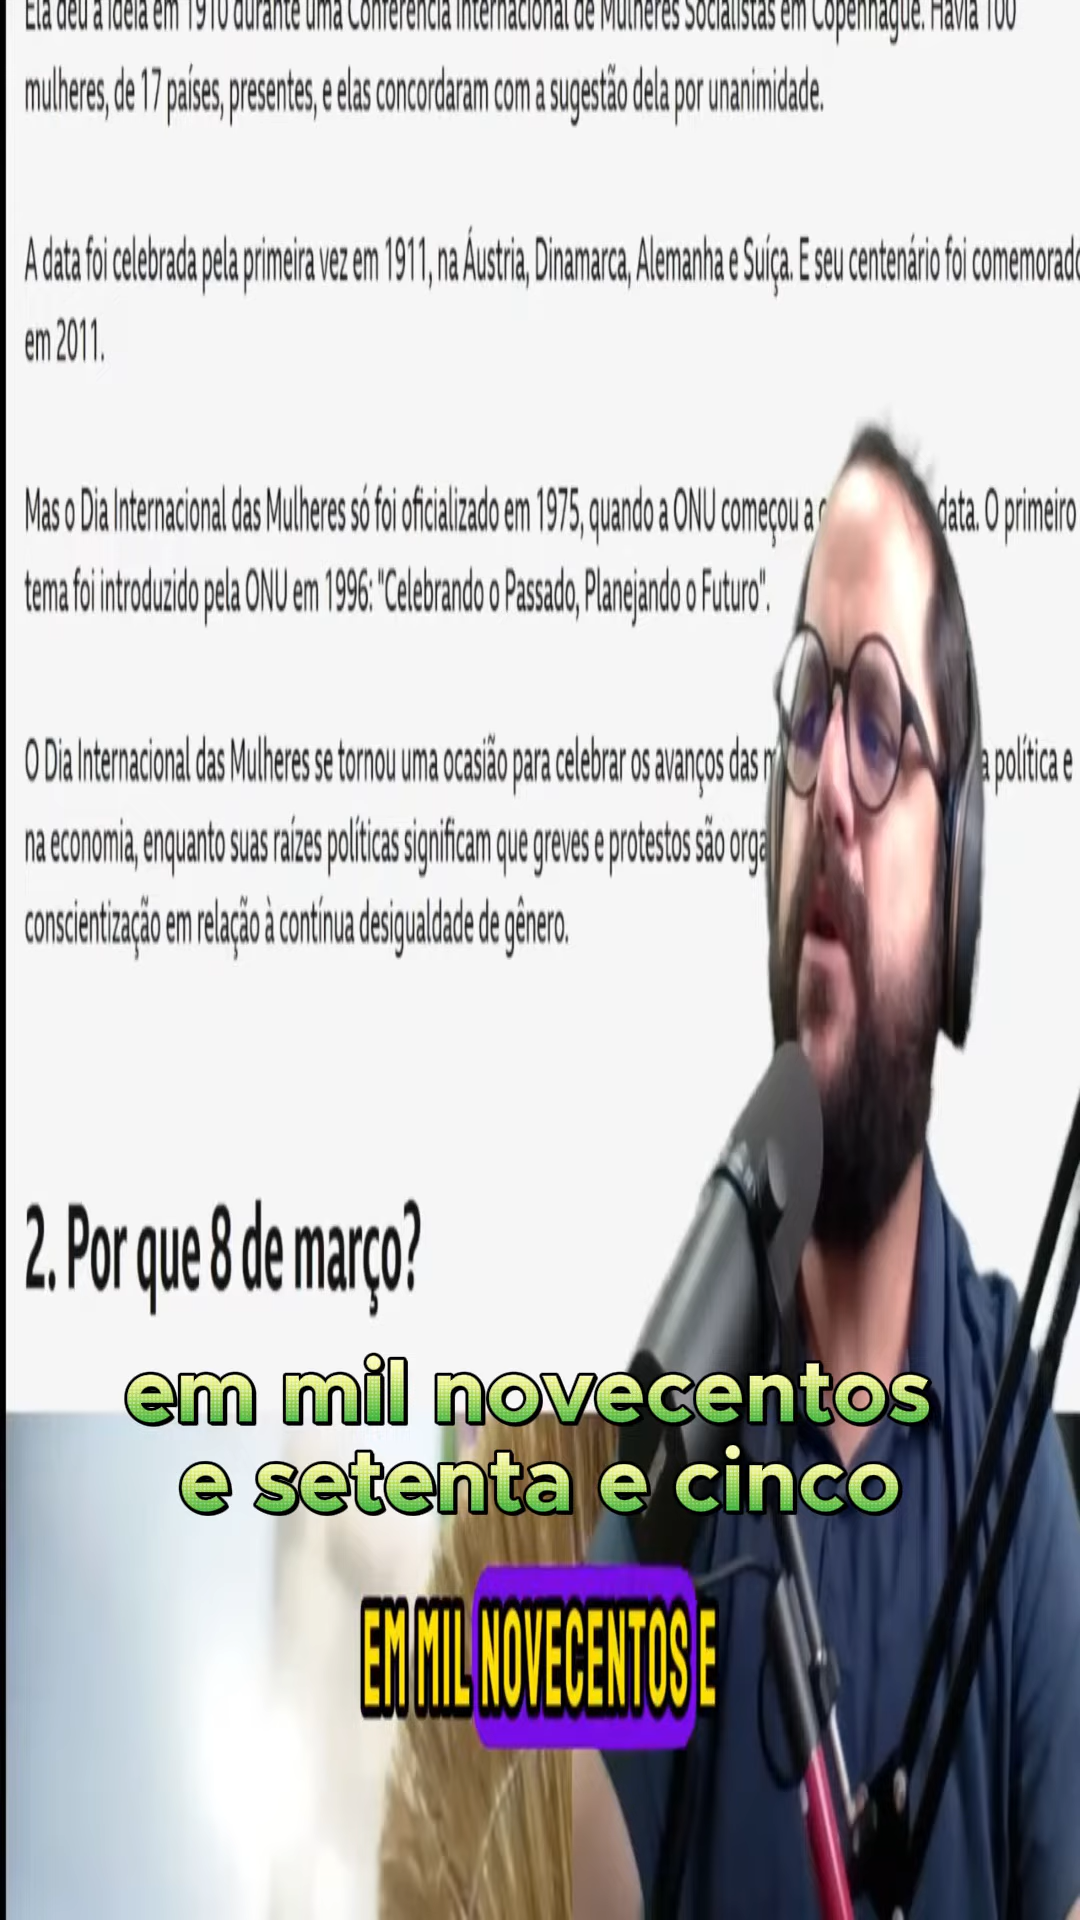 Ela deu a ideia em 1910 durante uma Conferência Internacional de Mulheres Socialistas em Copenhague. Havia 100
mulheres, de 17 países, presentes, e elas concordaram com a sugestão dela por unanimidade.
A data foi celebrada pela primeira vez em 1911, na Áustria, Dinamarca, Alemanha e Suíça. E seu centenário foi comemorado
em 2011.
Mas o Dia Internacional das Mulheres só foi oficializado em 1975, quando a ONU começou a data. O primeiro
tema foi introduzido pela ONU em 1996: "Celebrando o Passado, Planejando o Futuro".
O Dia Internacional das Mulheres se tornou uma ocasião para celebrar os avanços das política e
na economia, enquanto suas raízes políticas significam que greves e protestos são
conscientização em relação à contínua desigualdade de gênero.
2. Por que 8 de março?
em mil novecentos
e setenta e cinco
EM MIL NOVECENTOS E